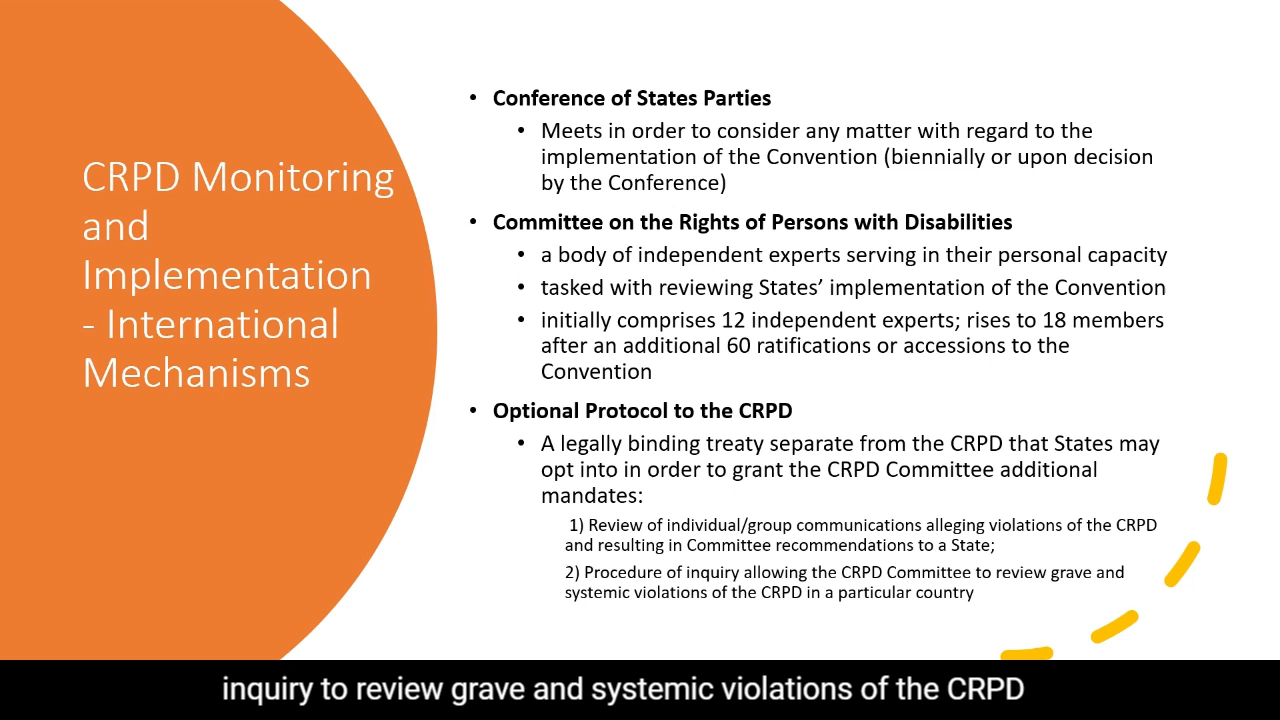 CRPD Monitoring
and
Implementation
- International
Mechanisms
• Conference of States Parties
• Meets in order to consider any matter with regard to the
implementation of the Convention (biennially or upon decision
by the Conference)
• Committee on the Rights of Persons with Disabilities
• a body of independent experts serving in their personal capacity
• tasked with reviewing States’ implementation of the Convention
• initially comprises 12 independent experts; rises to 18 members
after an additional 60 ratifications or accessions to the
Convention
• Optional Protocol to the CRPD
• A legally binding treaty separate from the CRPD that States may
opt into in order to grant the CRPD Committee additional
mandates:
1) Review of individual/group communications alleging violations of the CRPD
and resulting in Committee recommendations to a State;
2) Procedure of inquiry allowing the CRPD Committee to review grave and
systemic violations of the CRPD in a particular country
inquiry to review grave and systemic violations of the CRPD